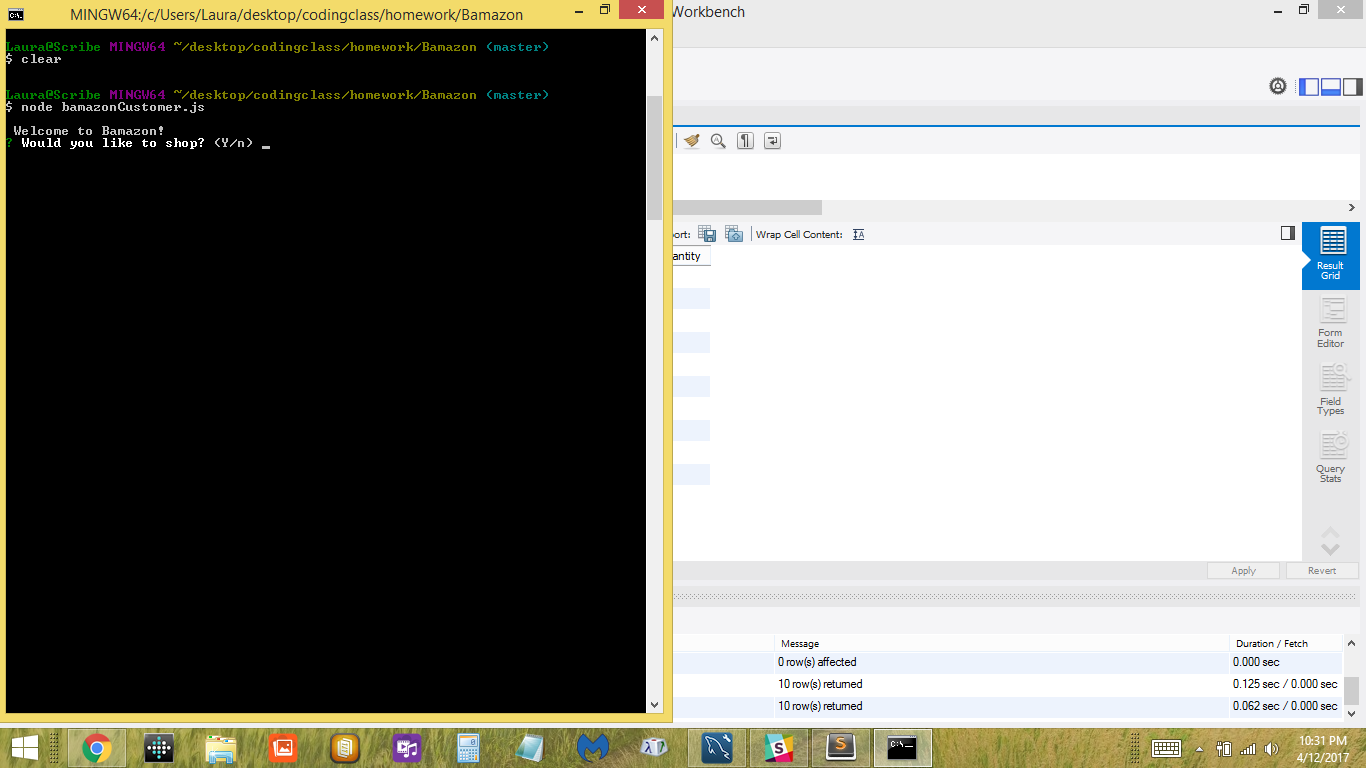 MINGW64:/c/Users/Laura/desktop/codingclass/homework/Bamazon
Workbench
Laura@Scribe MINGW64 ~/desktop/codingclass/homework/Bamazon (master)
$ clear
Laura@Scribe MINGW64 ~/desktop/codingclass/homework/Bamazon (master)
$ node bamazonCustomer.js
Welcome to Bamazon!
? Would you like to shop? (Y/n) _
ort: Wrap Cell Content:
antity
Result
Grid
Form
Editor
Field
Types
Query
Stats
Apply Revert
Message Duration / Fetch
0 row(s) affected 0.000 sec
10 row(s) returned 0.125 sec / 0.000 sec
10 row(s) returned 0.062 sec / 0.000 sec
10:31 PM
4/12/2017